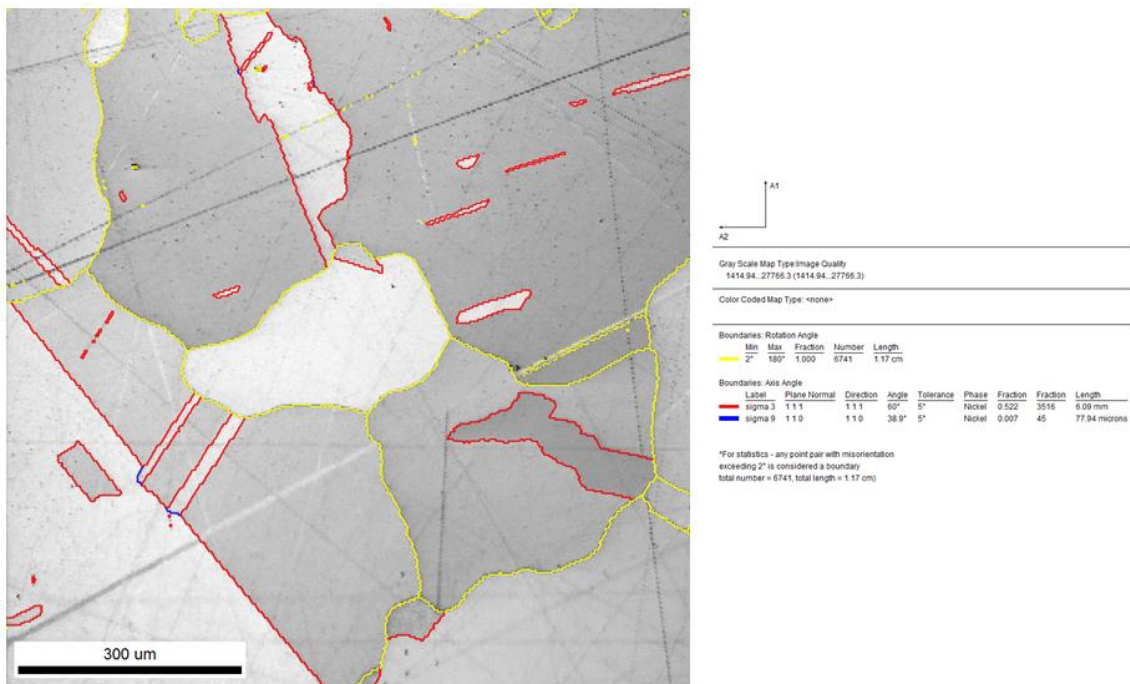 300 um
A1
A2
Gray Scale Map Type:Image Quality
1414.94...27766.3 (1414.94...27766.3)
Color Coded Map Type: <none>
Boundaries: Rotation Angle
Min Max Fraction Number Length
2° 180° 1.000 6741 1.17 cm
Boundaries: Axis Angle
Label Plane Normal Direction Angle Tolerance Phase Fraction Fraction Length
sigma 3 1 1 1 1 1 1 60° 5° Nickel 0.522 3516 6.09 mm
sigma 9 1 1 0 1 1 0 38.9° 5° Nickel 0.007 45 77.94 microns
*For statistics - any point pair with misorientation
exceeding 2° is considered a boundary
total number = 6741, total length = 1.17 cm)